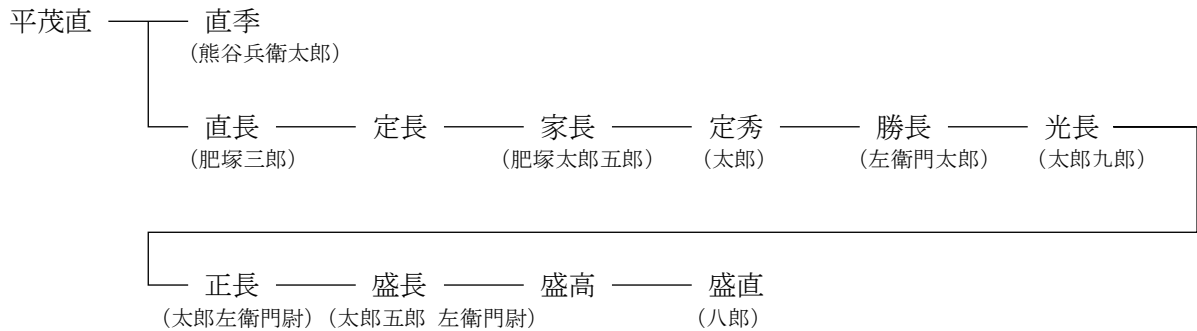 平茂直 直季
(熊谷兵衛太郎)
直長 定長 家長 定秀 勝長 光長
(肥塚三郎) (肥塚太郎五郎) (太郎) (左衛門太郎) (太郎九郎)
正長 盛長 盛高 盛直
(太郎左衛門尉) (太郎五郎 左衛門尉) (八郎)